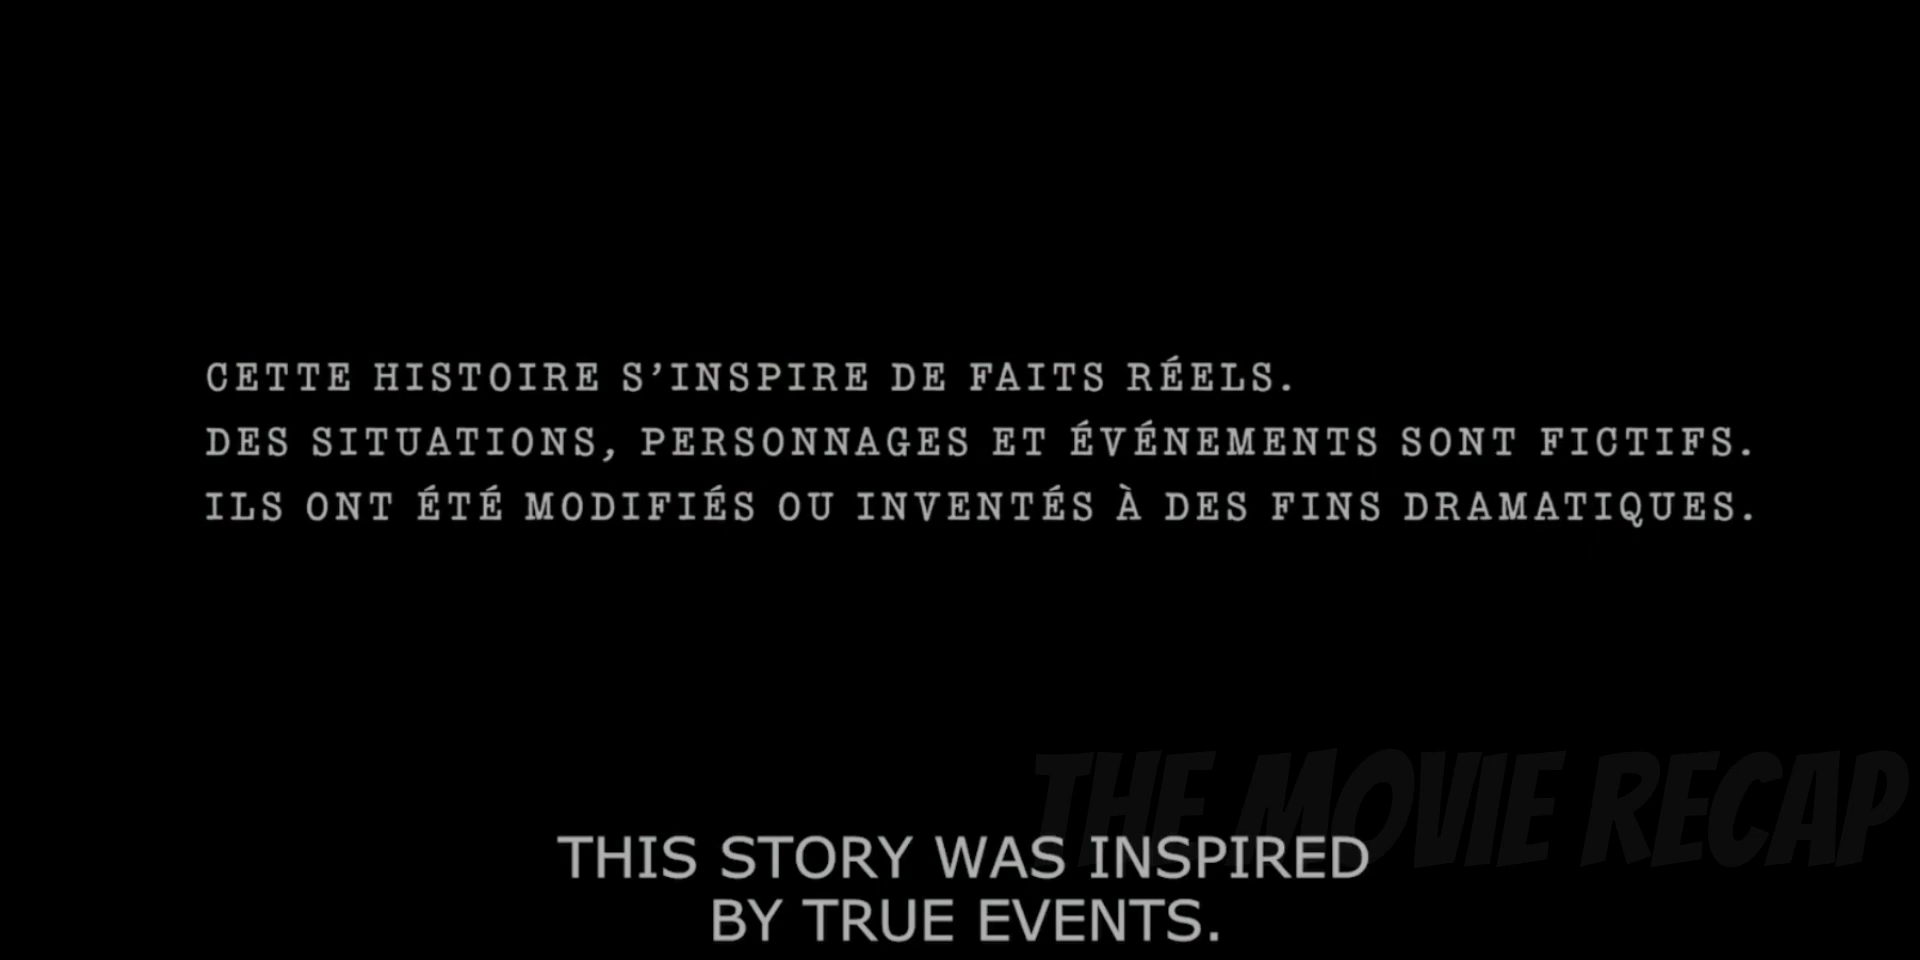 CETTE HISTOIRE S’INSPIRE DE FAITS RÉELS.
DES SITUATIONS, PERSONNAGES ET ÉVÉNEMENTS SONT FICTIFS.
ILS ONT ÉTÉ MODIFIÉS OU INVENTÉS À DES FINS DRAMATIQUES.
THE MOVIE RECAP
THIS STORY WAS INSPIRED
BY TRUE EVENTS.